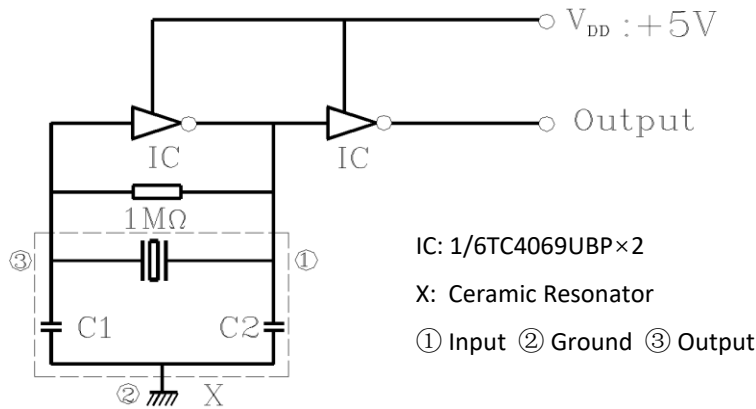 V_DD :+5V
Output
IC
IC
1MΩ
③
①
C1
C2
②
X
IC: 1/6TC4069UBP×2
X: Ceramic Resonator
① Input ② Ground ③ Output